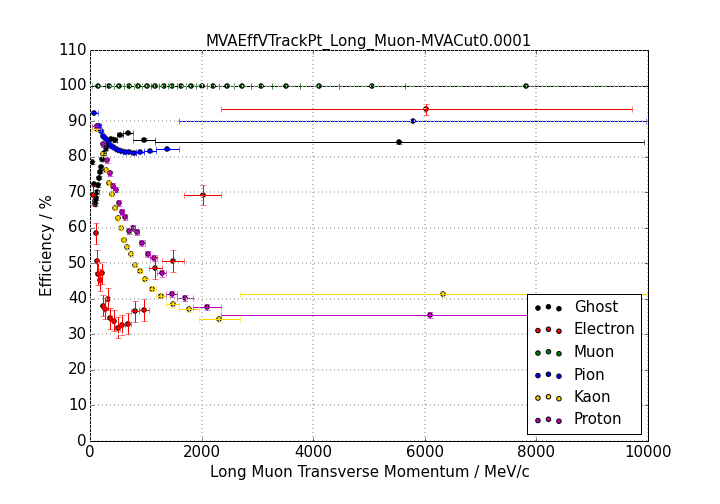 MVAEffVTrackPt_Long_Muon-MVACut0.0001
110
100
90
80
70
60
50
40
30
20
10
0
Efficiency / %
0 2000 4000 6000 8000 10000
Long Muon Transverse Momentum / MeV/c
Ghost
Electron
Muon
Pion
Kaon
Proton